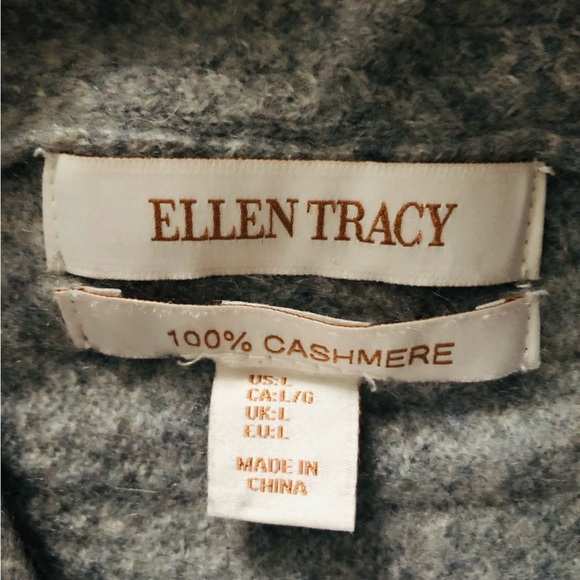 ELLEN TRACY
100% CASHMERE
US:L
CA:L/G
UK:L
EU:L
MADE IN
CHINA